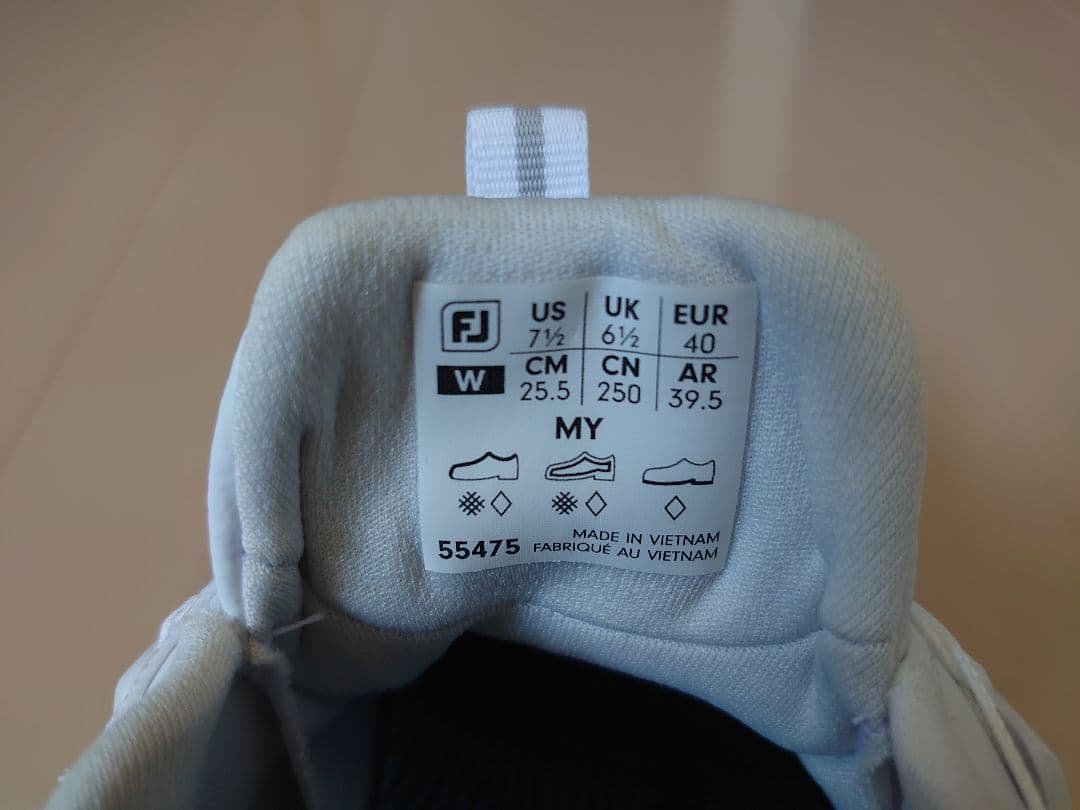 FJ US UK EUR
7½ 6½ 40
W CM CN AR
25.5 250 39.5
MY
55475 MADE IN VIETNAM
FABRIQUÉ AU VIETNAM